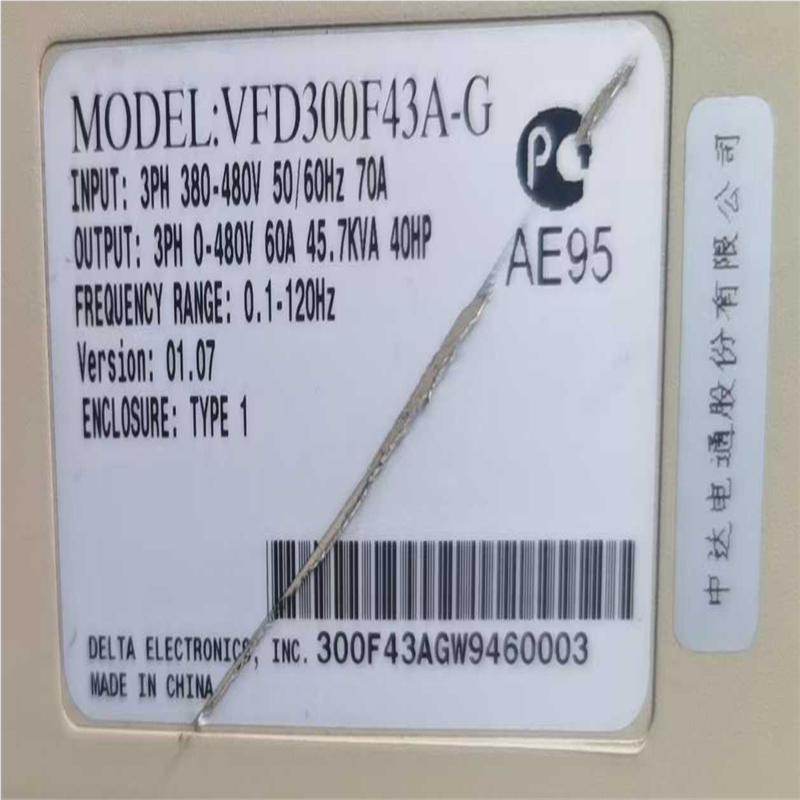 MODEL:VFD300F43A-G
INPUT: 3PH 380-480V 50/60Hz 70A
OUTPUT: 3PH 0-480V 60A 45.7KVA 40HP
FREQUENCY RANGE: 0.1-120Hz
Version: 01.07
ENCLOSURE: TYPE 1
PC
AE95
DELTA ELECTRONICS, INC. 300F43AGW9460003
MADE IN CHINA
中达电通股份有限公司